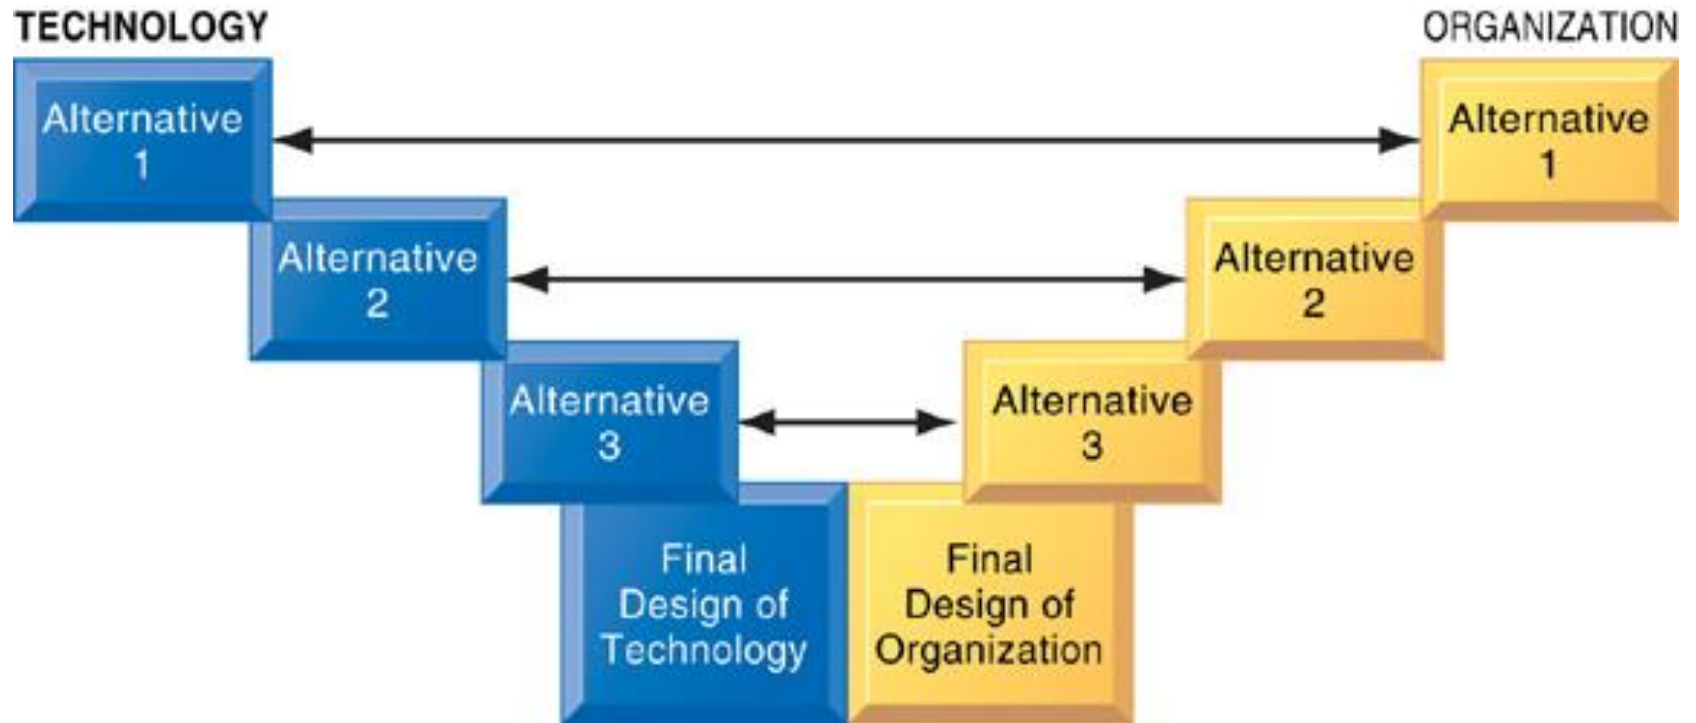 TECHNOLOGY
ORGANIZATION
Alternative
1
Alternative
1
Alternative
2
Alternative
2
Alternative
3
Alternative
3
Final
Design of
Technology
Final
Design of
Organization